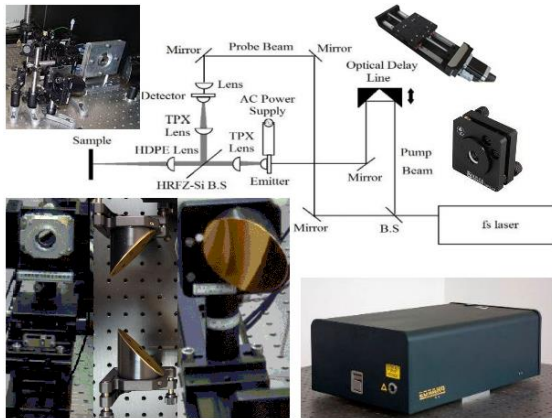 Mirror
Probe Beam
Mirror
Lens
Detector
Optical Delay
Line
AC Power
Supply
TPX
Lens
TPX
Lens
Sample
HDPE Lens
HRFZ-Si B.S
Emitter
Mirror
Pump
Beam
Mirror
B.S
fs laser